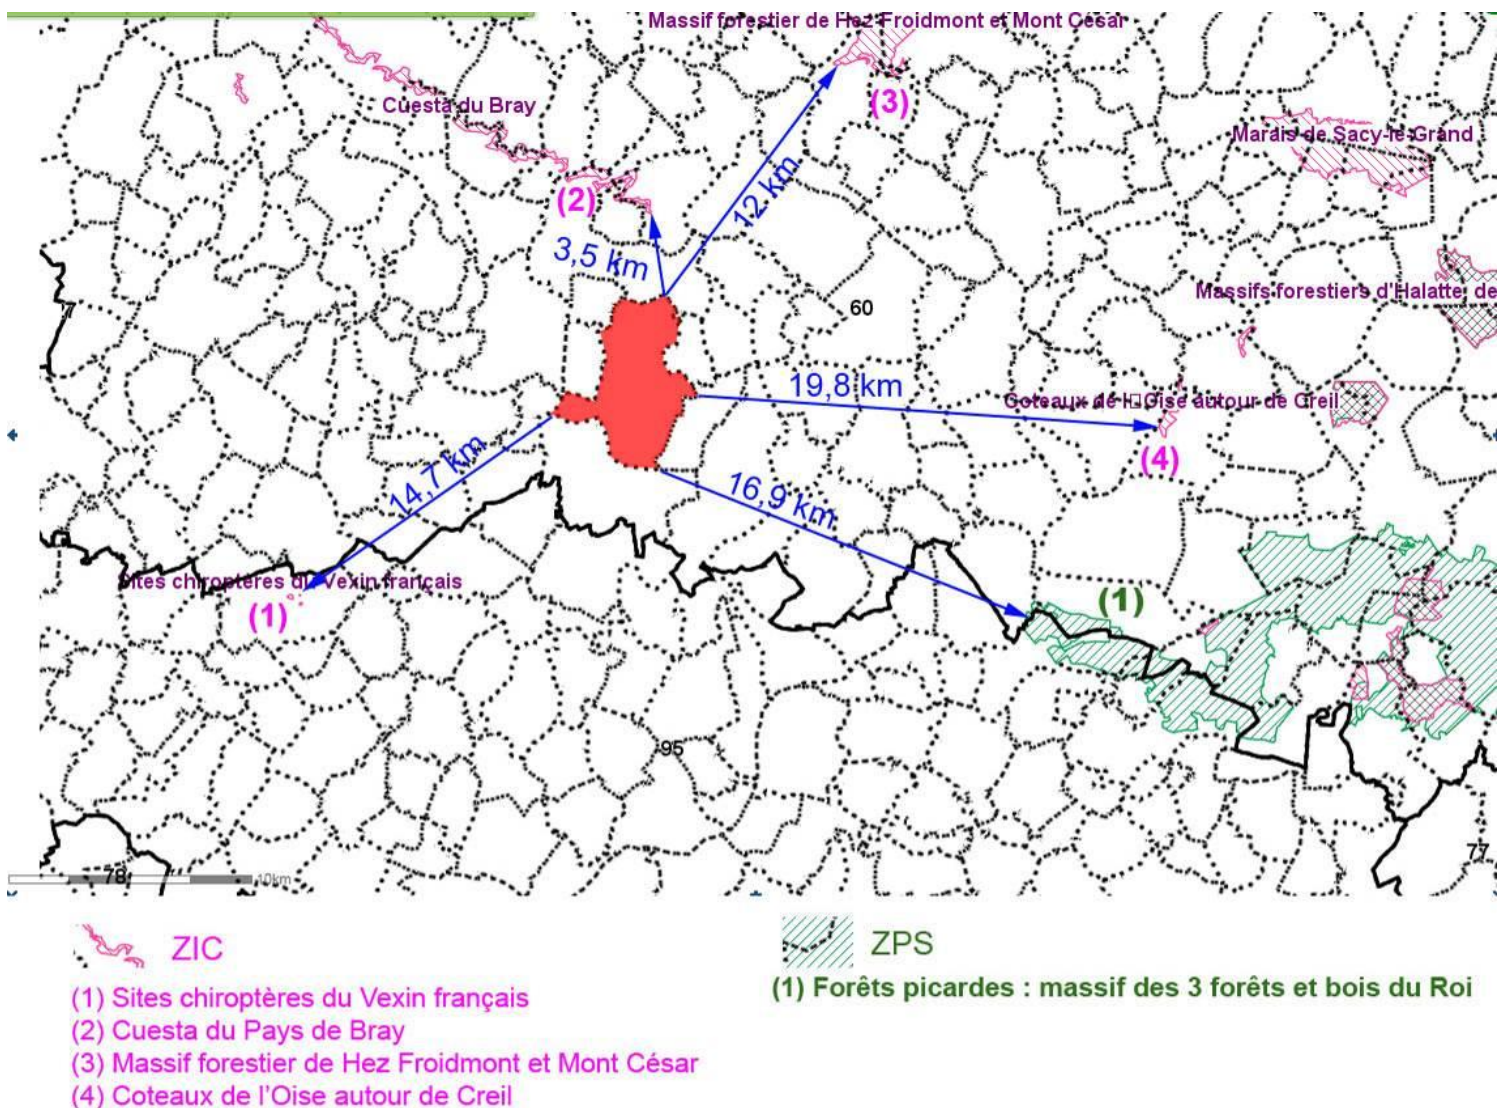 Massif forestier de Hez Froidmont et Mont César
(3)
Cuesta du Bray
Marais de Sacy-le-Grand
12 km
(2)
3,5 km
Massifs forestiers d'Halatte, de
60
19,8 km
Coteaux de l□Oise autour de Creil
14,7 km
(4)
16,9 km
Sites chiroptères du Vexin français
(1)
(1)
95
77
78
10km
ZIC
(1) Sites chiroptères du Vexin français
(2) Cuesta du Pays de Bray
(3) Massif forestier de Hez Froidmont et Mont César
(4) Coteaux de l'Oise autour de Creil
ZPS
(1) Forêts picardes : massif des 3 forêts et bois du Roi